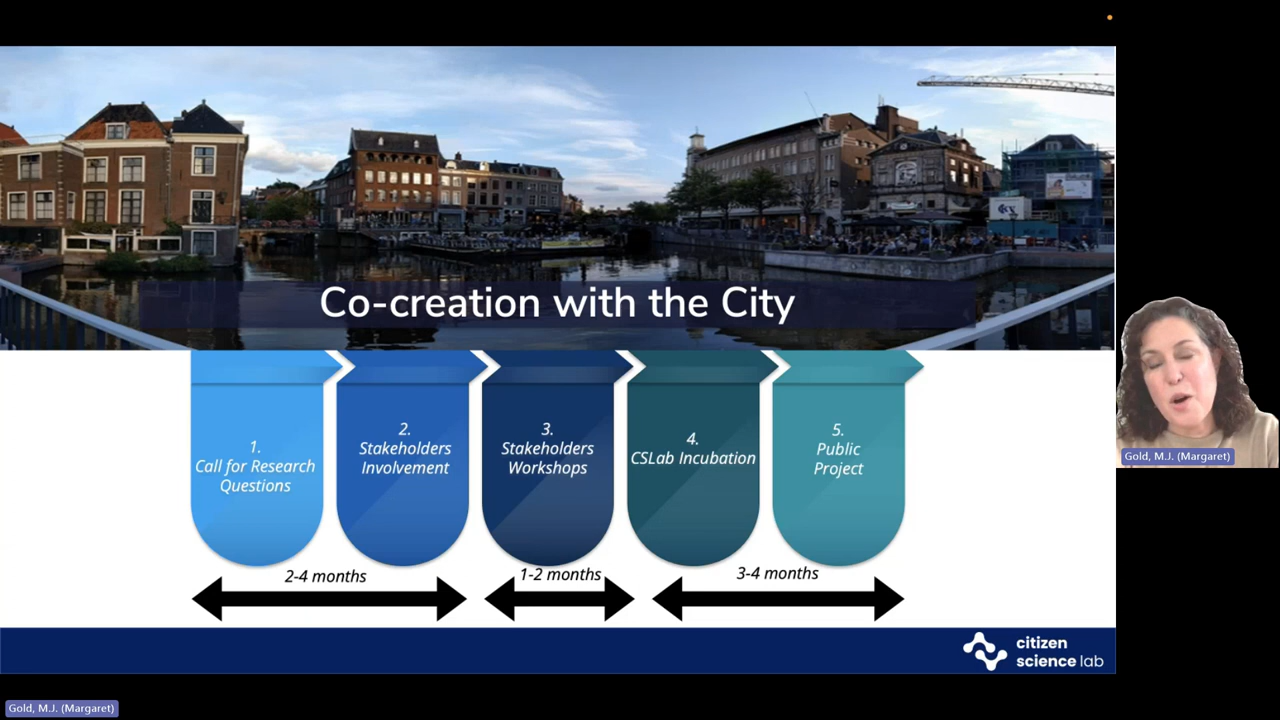 Co-creation with the City
1.
Call for Research
Questions
2.
Stakeholders
Involvement
3.
Stakeholders
Workshops
4.
CSLab Incubation
5.
Public
Project
2-4 months
1-2 months
3-4 months
citizen
science lab
Gold, M.J. (Margaret)
Gold, M.J. (Margaret)